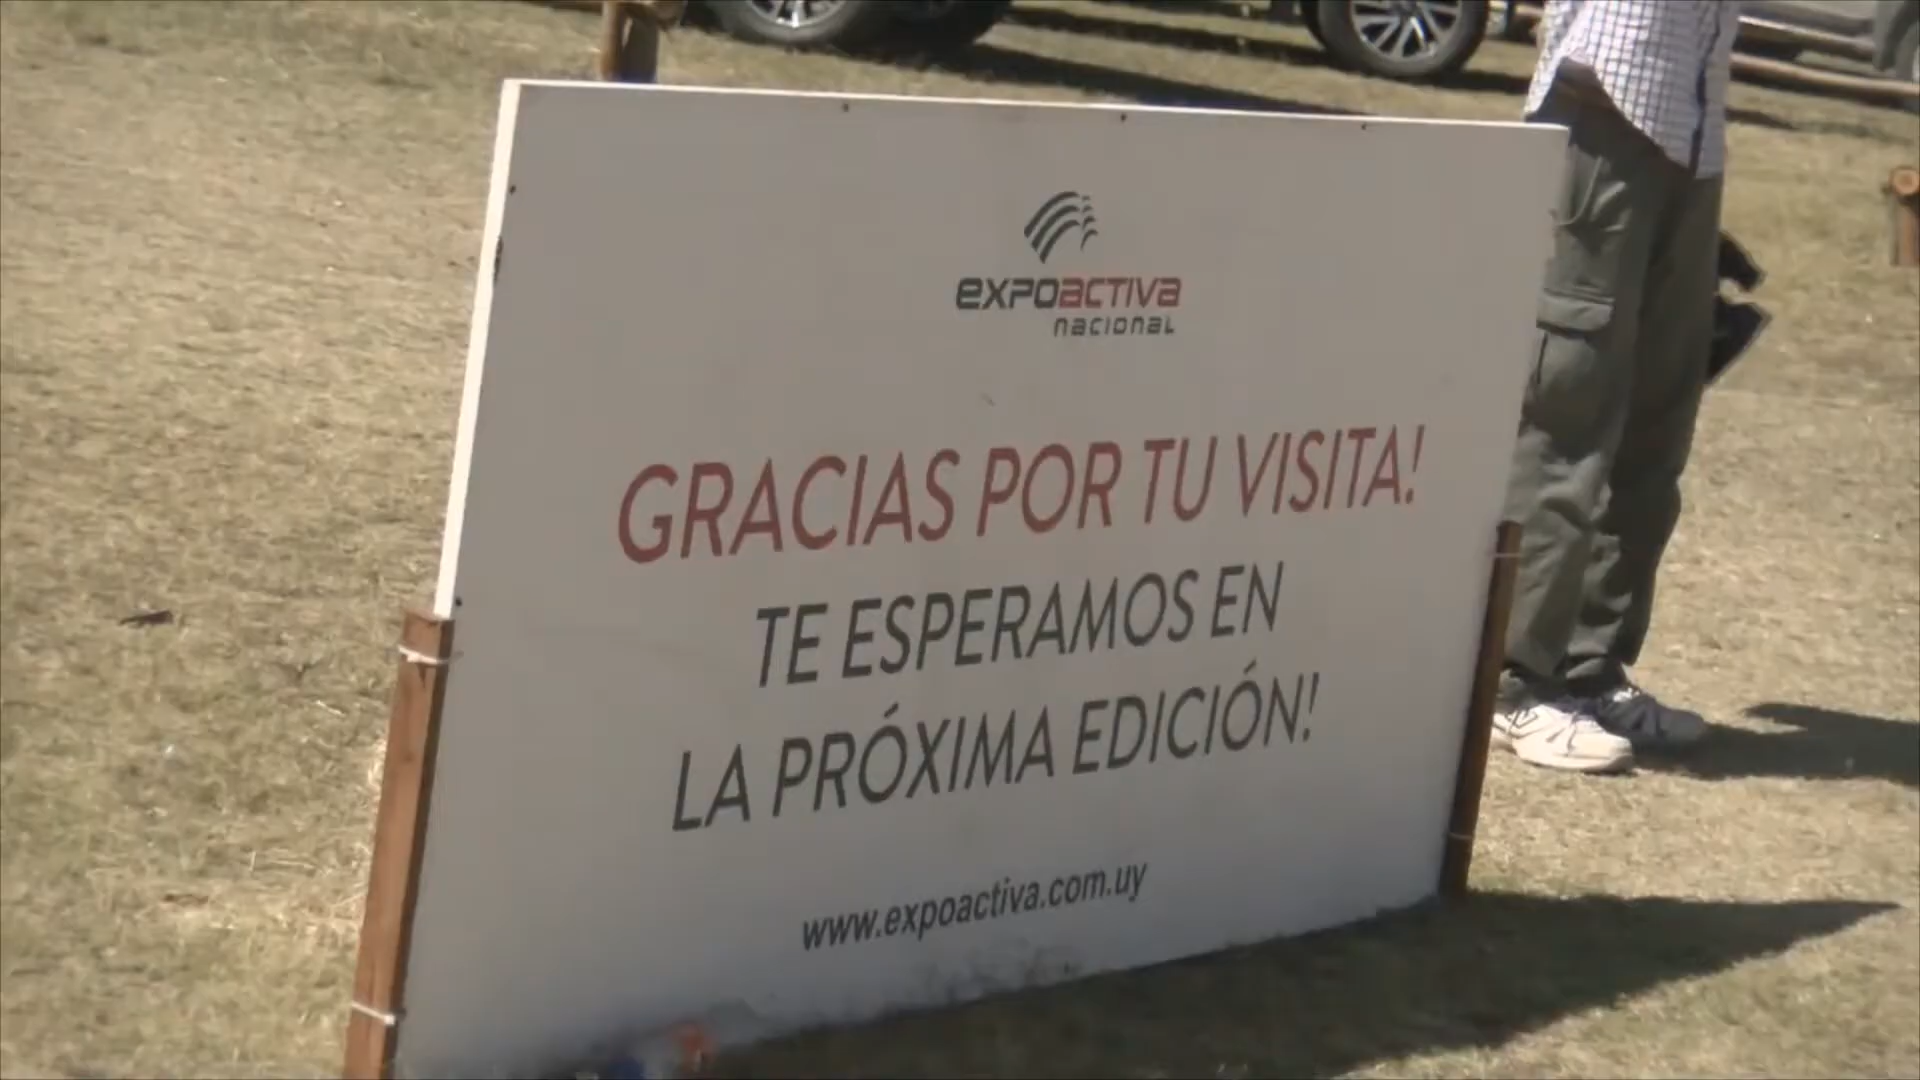 expoactiva
nacional
GRACIAS POR TU VISITA!
TE ESPERAMOS EN
LA PRÓXIMA EDICIÓN!
www.expoactiva.com.uy